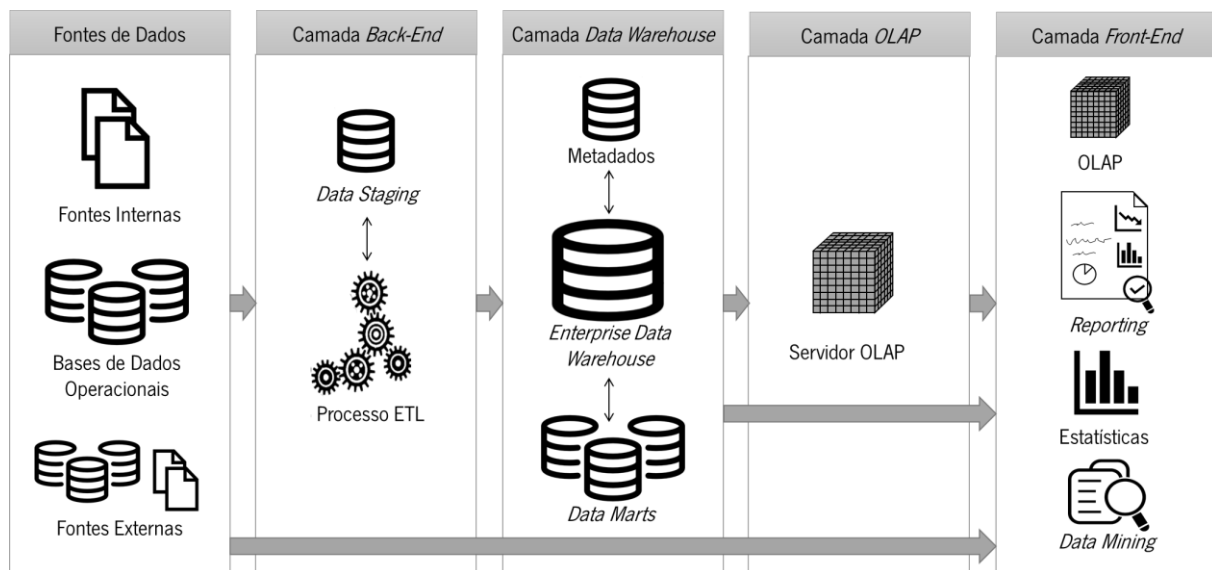 Fontes de Dados
Fontes Internas
Bases de Dados
Operacionais
Fontes Externas
Camada Back-End
Data Staging
Processo ETL
Camada Data Warehouse
Metadados
Enterprise Data
Warehouse
Data Marts
Camada OLAP
Servidor OLAP
Camada Front-End
OLAP
Reporting
Estatísticas
Data Mining